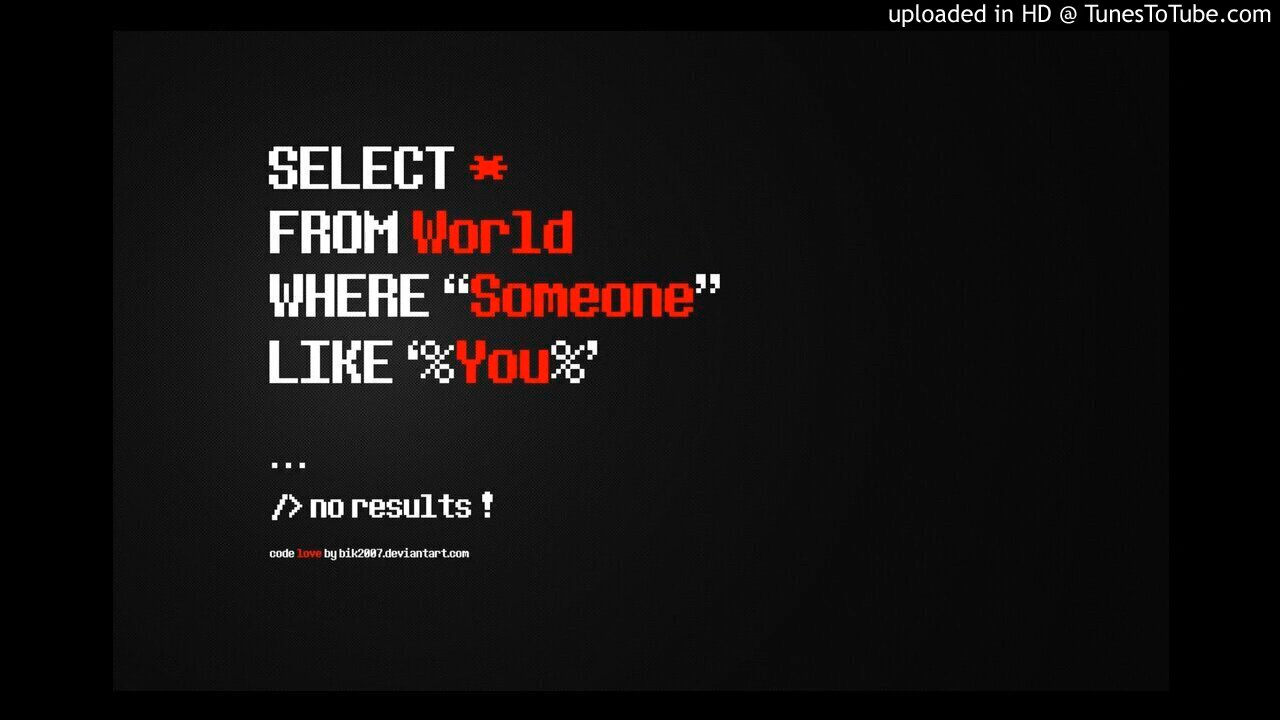 uploaded in HD @ TunesToTube.com
SELECT *
FROM World
WHERE “Someone”
LIKE ‘%You%’
...
/> no results !
code love by bik2007.deviantart.com